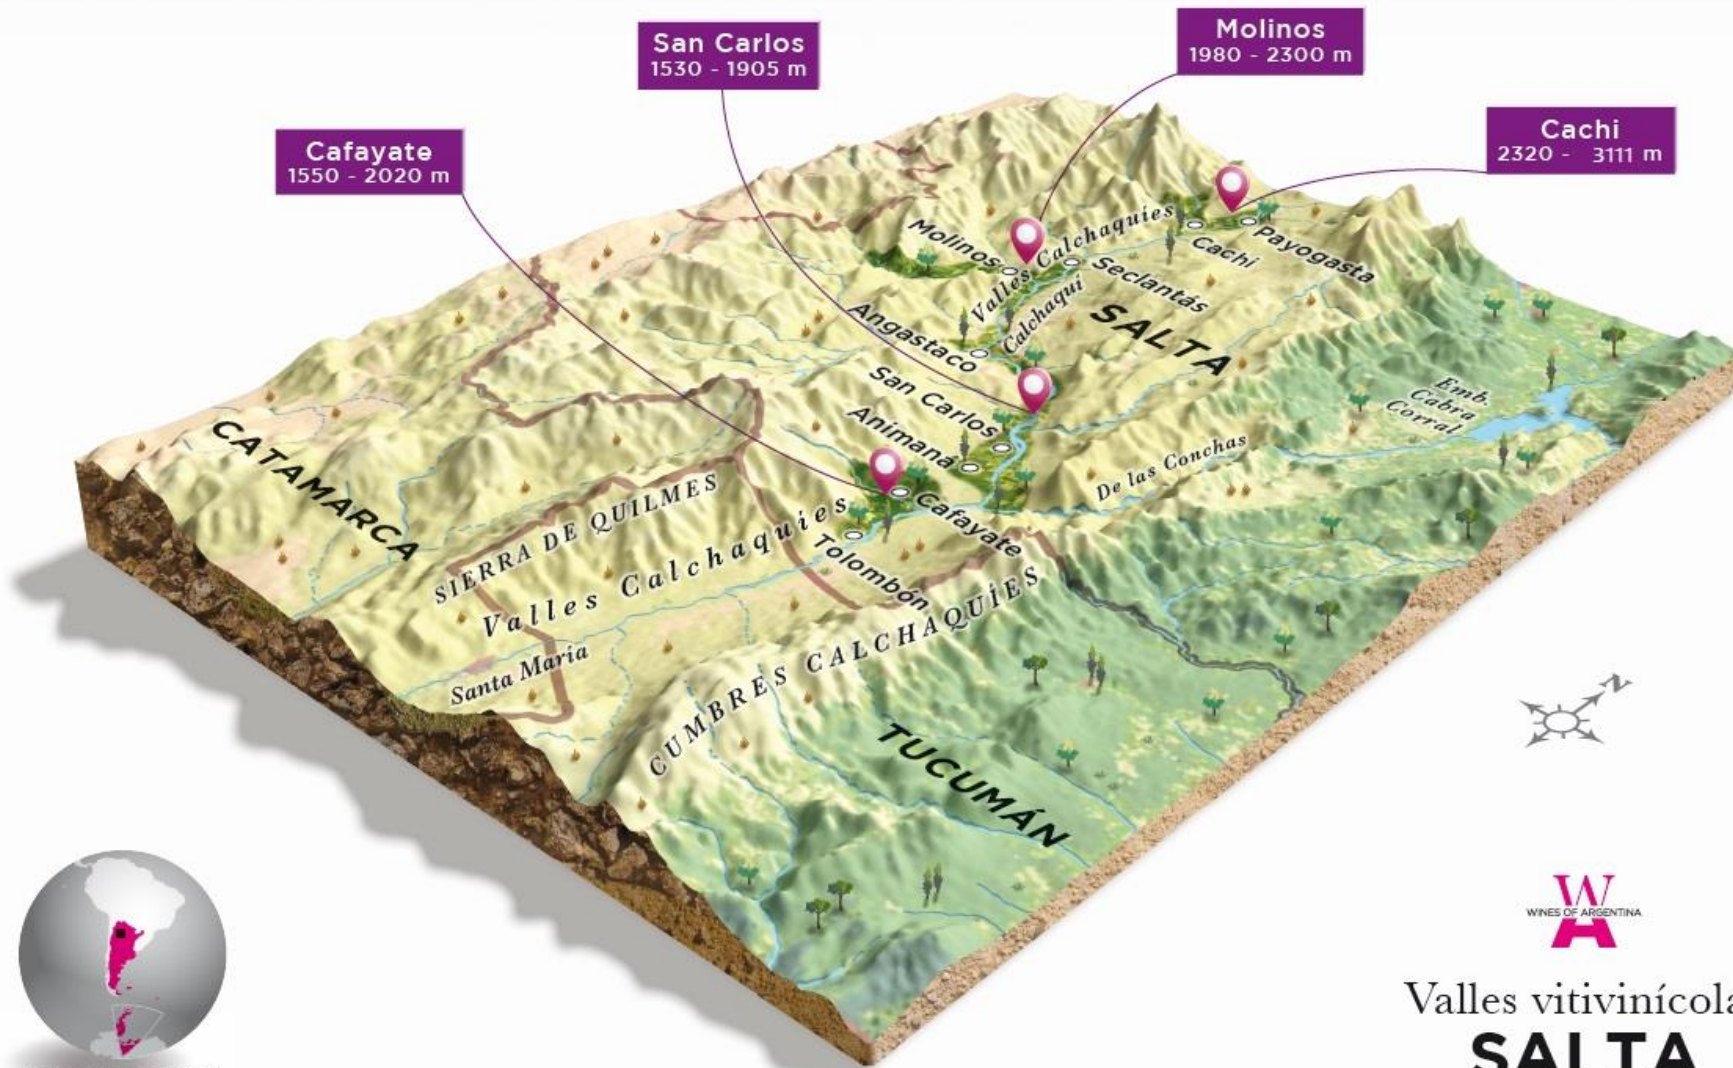 San Carlos
1530 - 1905 m
Molinos
1980 - 2300 m
Cachi
2320 - 3111 m
Cafayate
1550 - 2020 m
Molinos
Valles Calchaquíes
Cachi
Payogasta
Seclantás
Calchaquí
SALTA
Angastaco
San Carlos
Animaná
Emb.
Cabra
Corral
De las Conchas
CATAMARCA
SIERRA DE QUILMES
Valles Calchaquíes
Cafayate
Tolombón
Santa María
CUMBRES CALCHAQUÍES
TUCUMÁN
N
WA
WINES OF ARGENTINA
Valles vitivinícola
SALTA